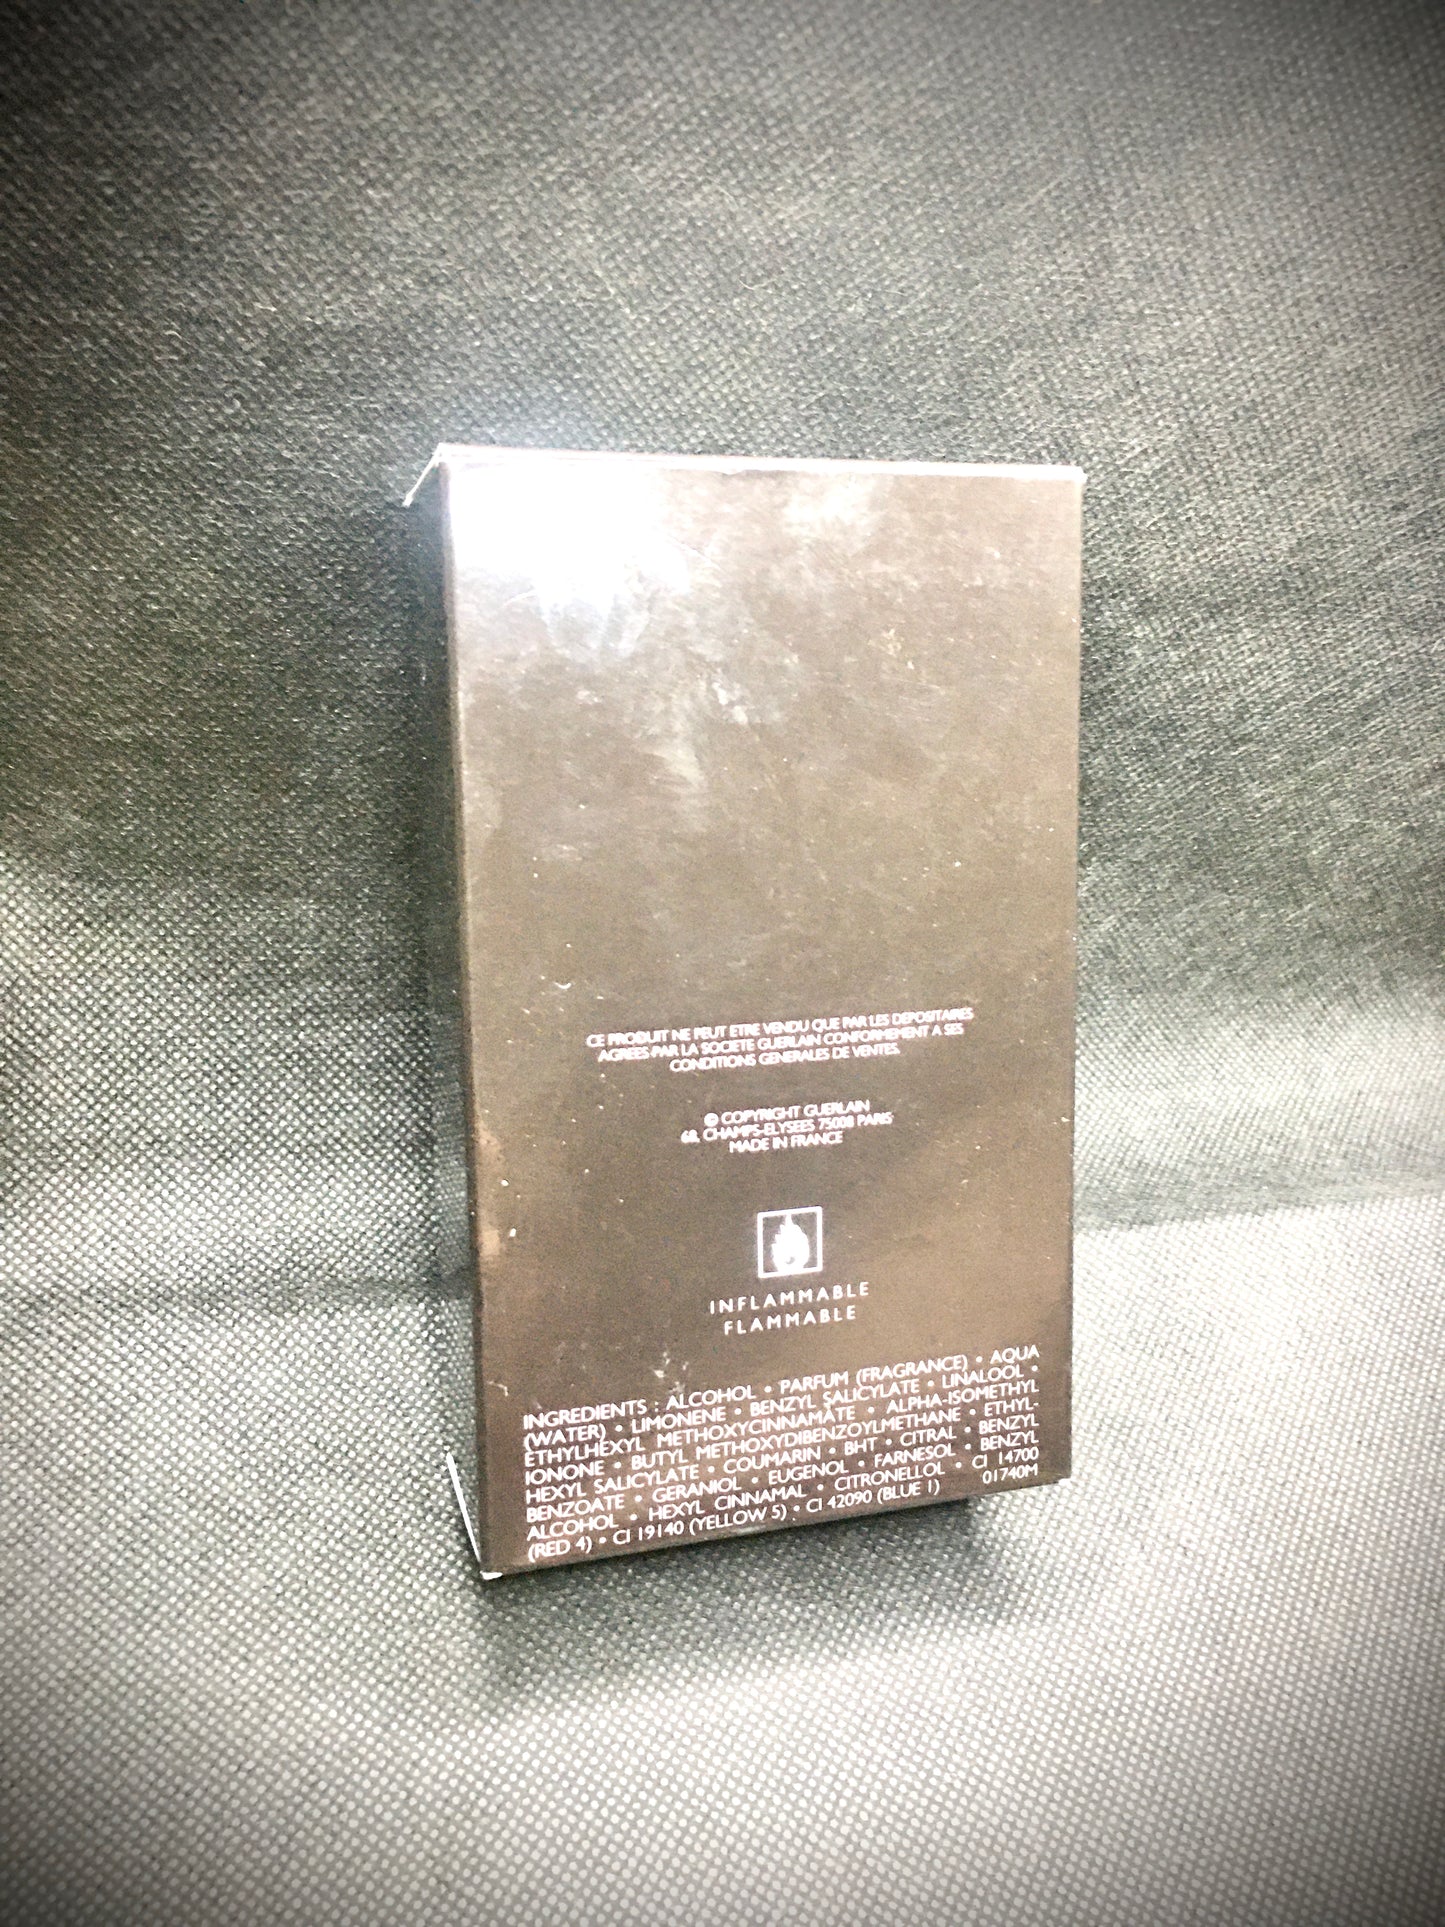 CE PRODUIT NE PEUT ETRE VENDU QUE PAR LES DEPOSITAIRES
AGREES PAR LA SOCIETE GUERLAIN CONFORMEMENT A SES
CONDITIONS GENERALES DE VENTES.
© COPYRIGHT GUERLAIN
68, CHAMPS-ELYSEES 75008 PARIS
MADE IN FRANCE
INFLAMMABLE
FLAMMABLE
INGREDIENTS : ALCOHOL • PARFUM (FRAGRANCE) • AQUA
(WATER) • LIMONENE • BENZYL SALICYLATE • LINALOOL •
ETHYLHEXYL METHOXYCINNAMATE • ALPHA-ISOMETHYL
IONONE • BUTYL METHOXYDIBENZOYLMETHANE • ETHYL-
HEXYL SALICYLATE • COUMARIN • BHT • CITRAL • BENZYL
BENZOATE • GERANIOL • EUGENOL • FARNESOL • BENZYL
ALCOHOL • HEXYL CINNAMAL • CITRONELLOL • CI 14700
(RED 4) • CI 19140 (YELLOW 5) • CI 42090 (BLUE 1) 01740M